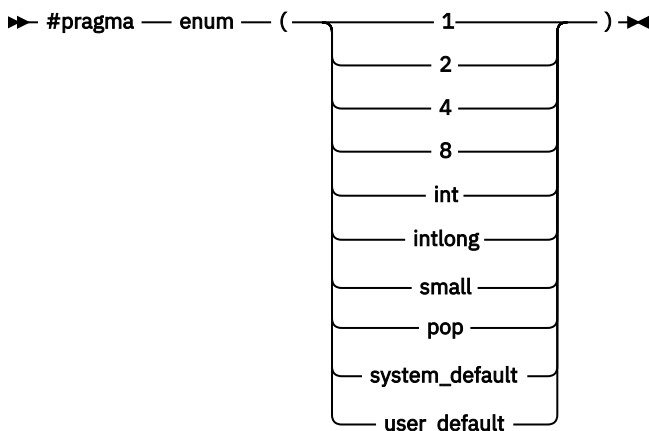 #pragma enum ( 1 )
2
4
8
int
intlong
small
pop
system_default
user_default